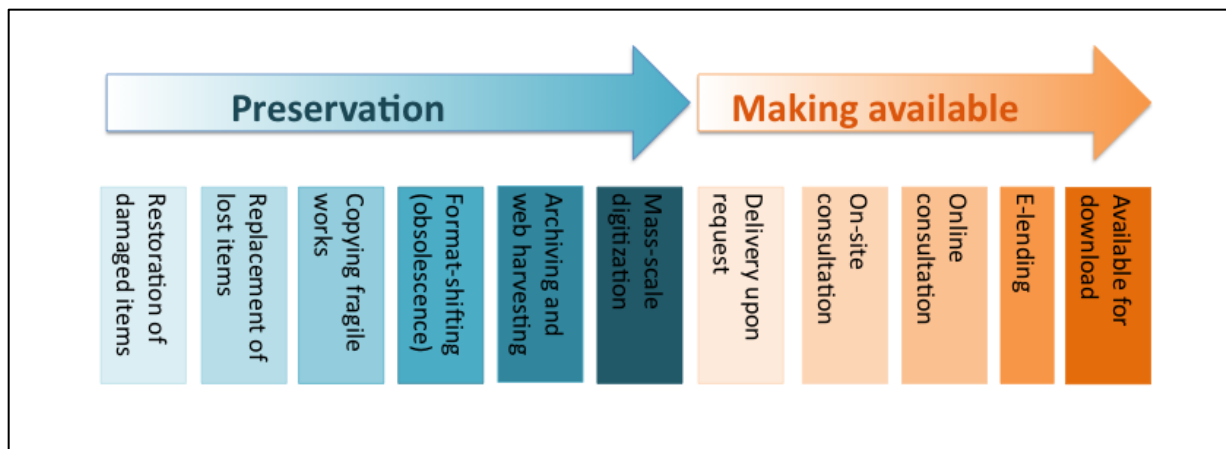 Preservation
Making available
Restoration of
damaged items
Replacement of
lost items
Copying fragile
works
Format-shifting
(obsolescence)
Archiving and
web harvesting
Mass-scale
digitization
Delivery upon
request
On-site
consultation
Online
consultation
E-lending
Available for
download